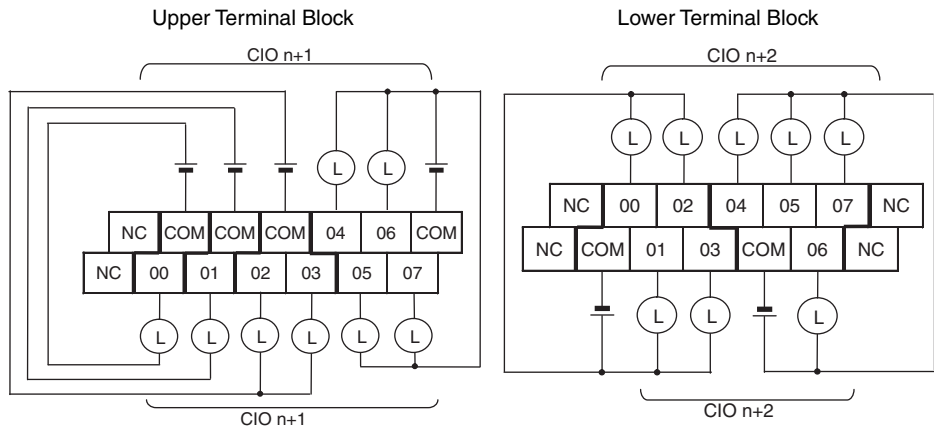 Upper Terminal Block
Lower Terminal Block
CIO n+1
CIO n+2
L L
L L L L L
NC COM COM COM 04 06 COM
NC 00 01 02 03 05 07
NC 00 02 04 05 07 NC
NC COM 01 03 COM 06 NC
L L L L L L
L L L
CIO n+1
CIO n+2